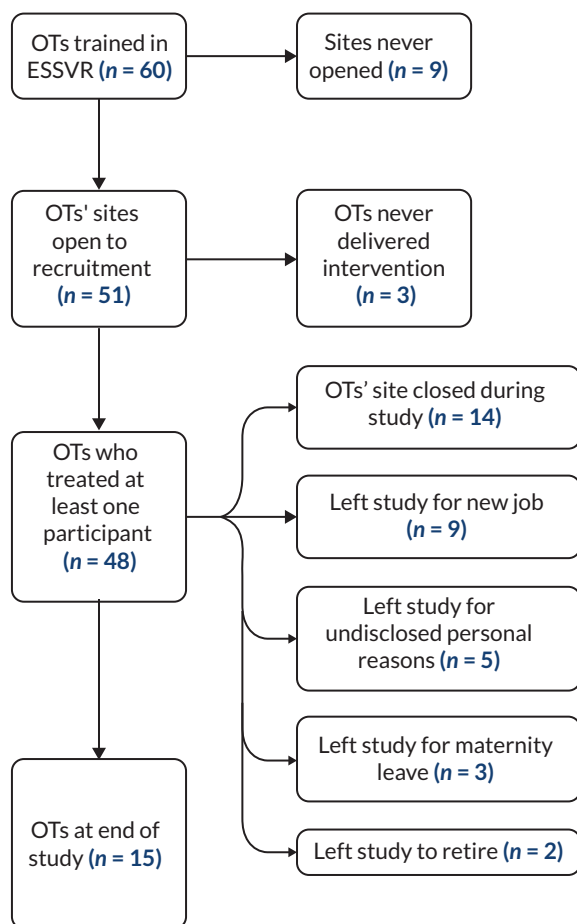 OTs trained in
ESSVR (n = 60)
Sites never
opened (n = 9)
OTs' sites
open to
recruitment
(n = 51)
OTs never
delivered
intervention
(n = 3)
OTs who
treated at
least one
participant
(n = 48)
OTs’ site closed during
study (n = 14)
Left study for new job
(n = 9)
Left study for
undisclosed personal
reasons (n = 5)
Left study for maternity
leave (n = 3)
Left study to retire (n = 2)
OTs at end of
study (n = 15)